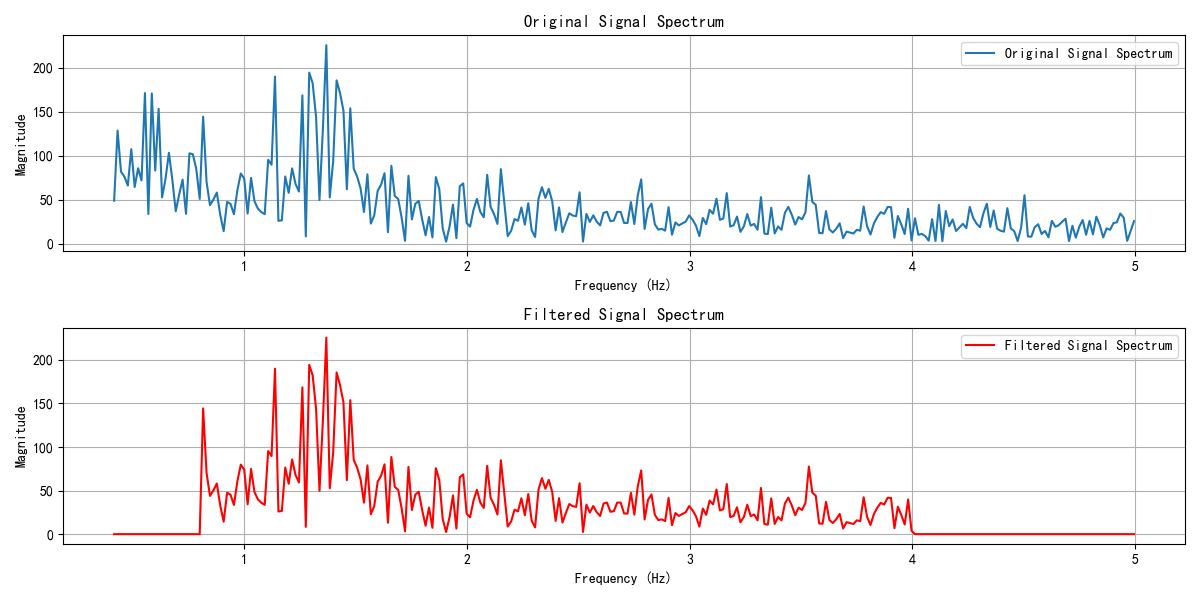 Original Signal Spectrum
Original Signal Spectrum
Magnitude
200
150
100
50
0
1
2
3
4
5
Frequency (Hz)
Filtered Signal Spectrum
Filtered Signal Spectrum
Magnitude
200
150
100
50
0
1
2
3
4
5
Frequency (Hz)